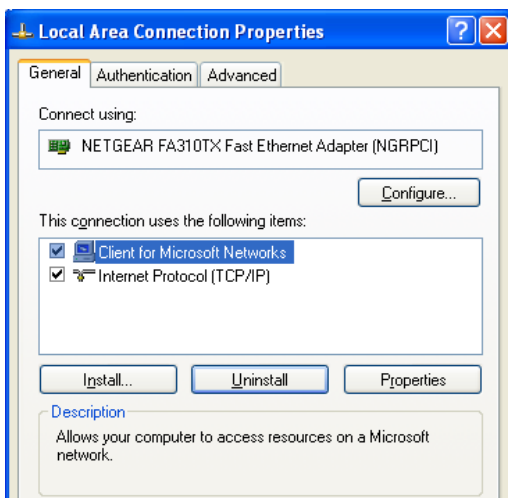 Local Area Connection Properties
General Authentication Advanced
Connect using:
NETGEAR FA310TX Fast Ethernet Adapter (NGRPCI)
Configure...
This connection uses the following items:
Client for Microsoft Networks
Internet Protocol (TCP/IP)
Install... Uninstall Properties
Description
Allows your computer to access resources on a Microsoft
network.